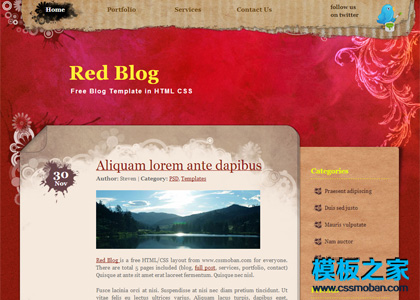 Home Portfolio Services Contact Us
follow us
on twitter
Red Blog
Free Blog Template in HTML CSS
30
Nov
Aliquam lorem ante dapibus
Author: Steven | Category: PSD, Templates
Red Blog is a free HTML/CSS layout from www.cssmoban.com for everyone.
There are total 5 pages included (blog, full post, services, portfolio, contact)
Quisque at ante sit amet erat laoreet fermentum. Quisque nec nisl.
Fusce lacinia orci at nisi. Suspendisse at nisi nec diam pretium tincidunt. Ut
vitae felis eu lectus ultricies varius. Aliquam lacus turpis, dapibus eget,
Categories
Praesent adipiscing
Duis sed justo
Mauris vulputate
Nam auctor
模板之家
www.cssmoban.com